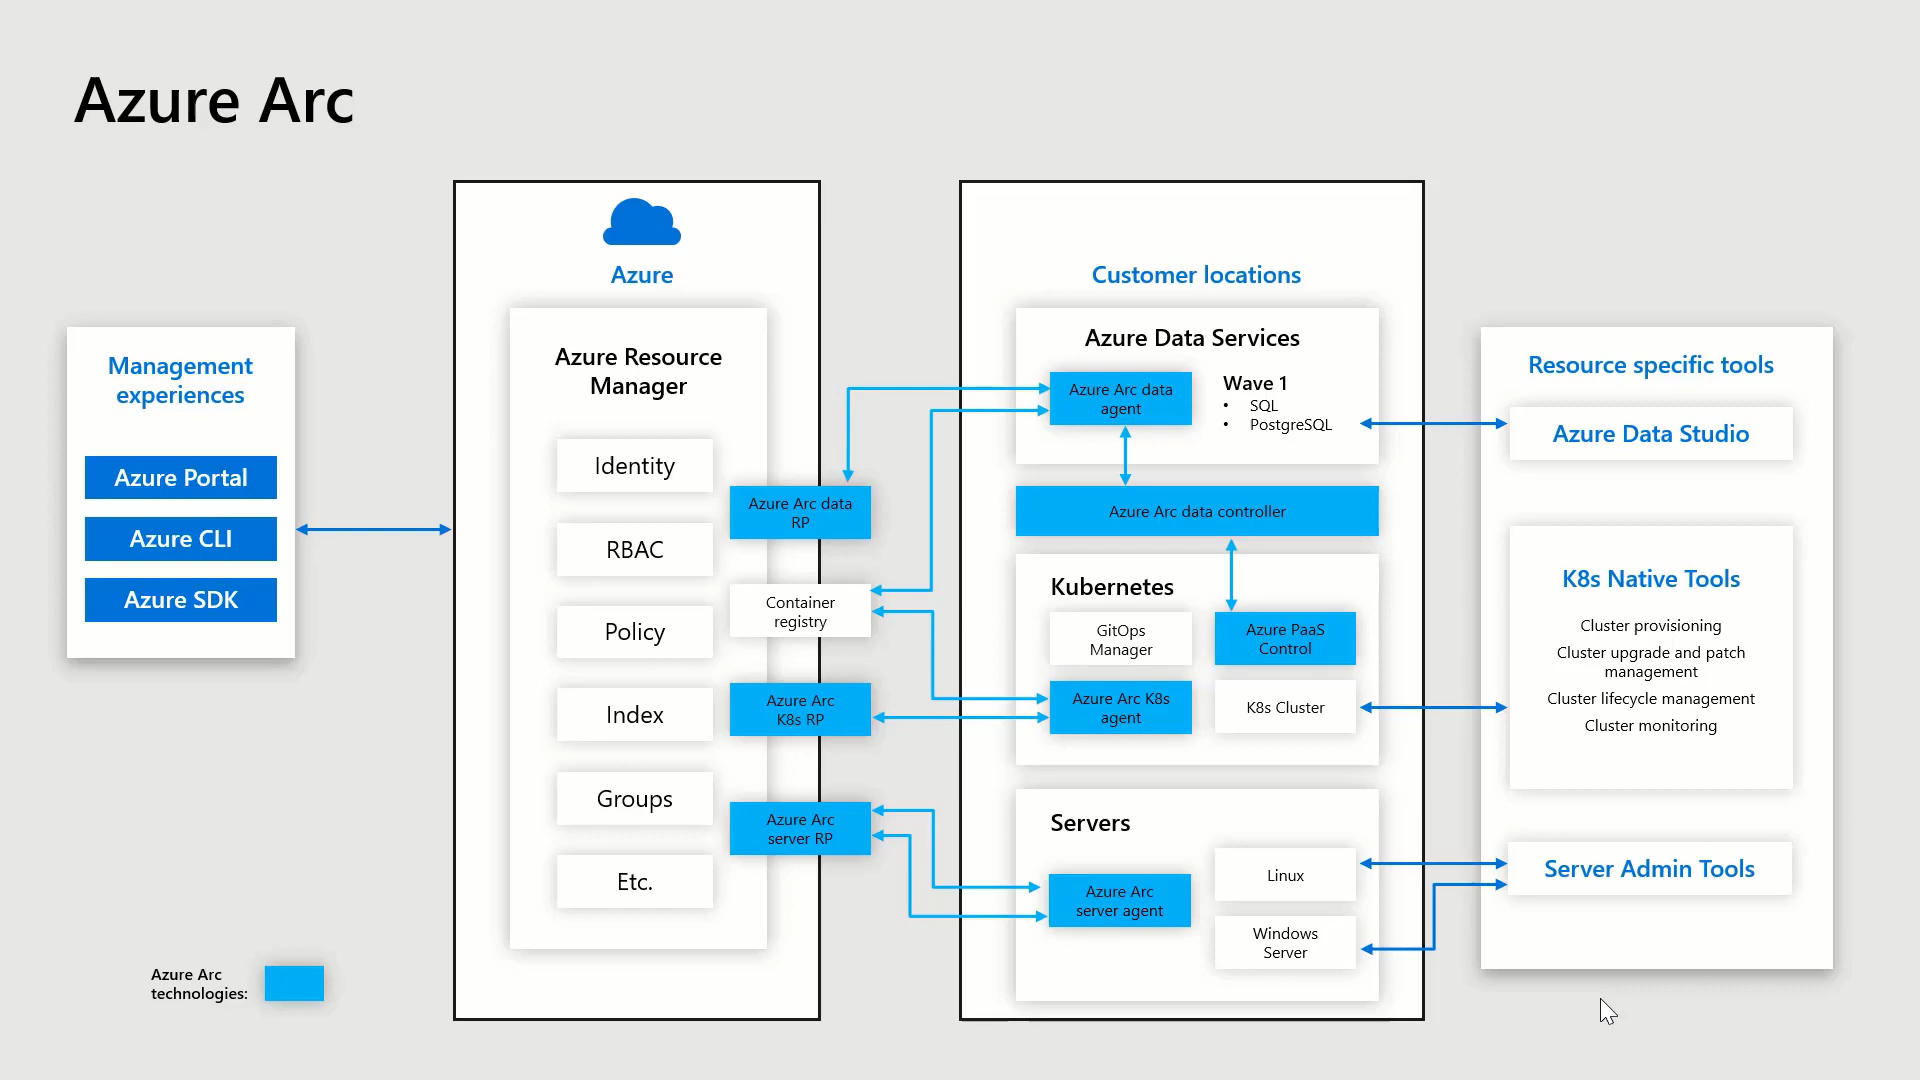 Azure Arc
Management
experiences
Azure Portal
Azure CLI
Azure SDK
Azure Arc
technologies:
Azure
Azure Resource
Manager
Identity
RBAC
Policy
Index
Groups
Etc.
Azure Arc data
RP
Container
registry
Azure Arc
K8s RP
Azure Arc
server RP
Customer locations
Azure Data Services
Azure Arc data
agent
Wave 1
• SQL
• PostgreSQL
Azure Arc data controller
Kubernetes
GitOps
Manager
Azure PaaS
Control
Azure Arc K8s
agent
K8s Cluster
Servers
Azure Arc
server agent
Linux
Windows
Server
Resource specific tools
Azure Data Studio
K8s Native Tools
Cluster provisioning
Cluster upgrade and patch
management
Cluster lifecycle management
Cluster monitoring
Server Admin Tools